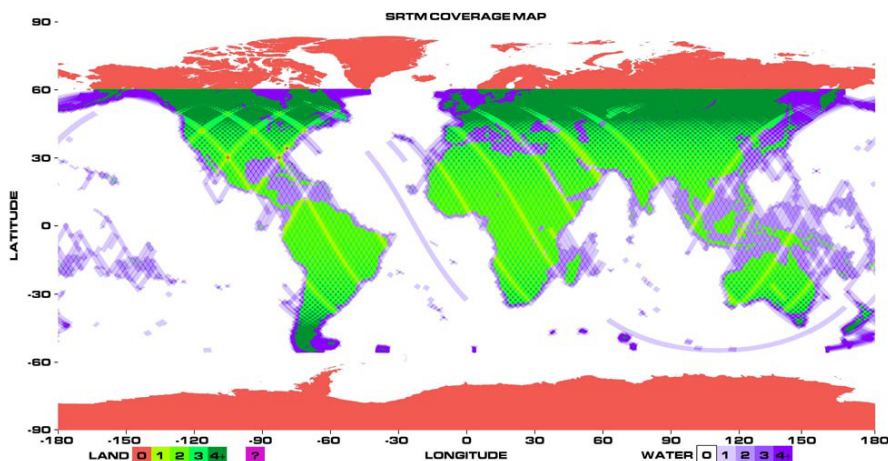 SRTM COVERAGE MAP
90
60
30
0
-30
-60
-90
LATITUDE
-180 -150 -120 -90 -60 -30 0 30 60 90 120 150 180
LAND 0 1 2 3 4+ ? LONGITUDE WATER 0 1 2 3 4+